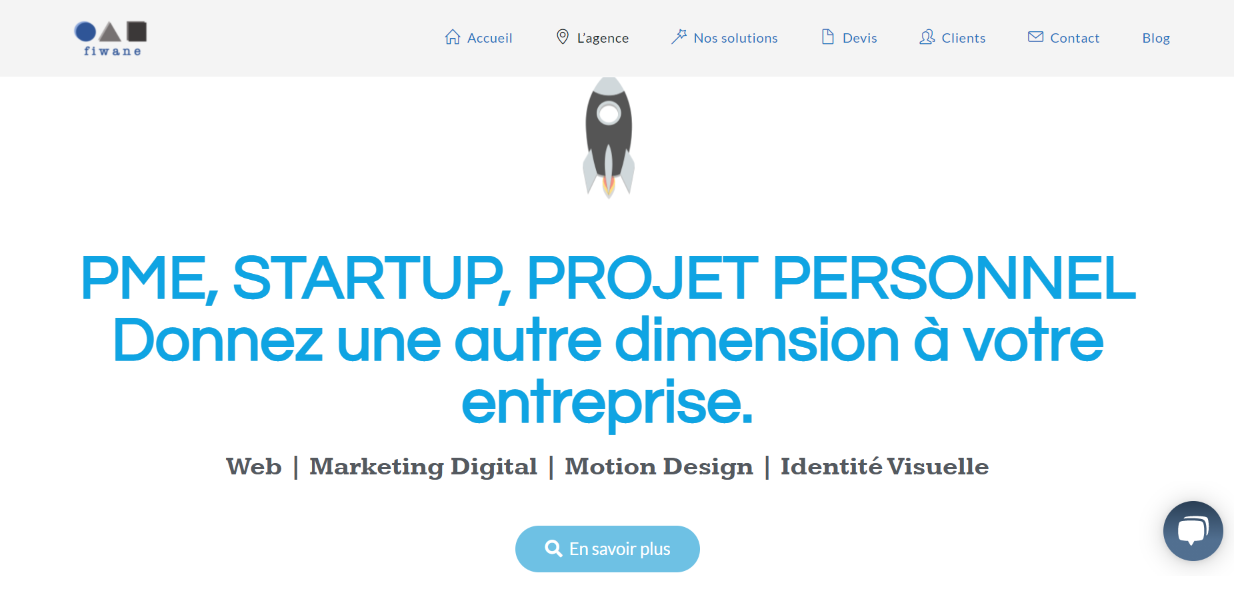 fiwane
Accueil
L'agence
Nos solutions
Devis
Clients
Contact
Blog
PME, STARTUP, PROJET PERSONNEL
Donnez une autre dimension à votre
entreprise.
Web | Marketing Digital | Motion Design | Identité Visuelle
En savoir plus